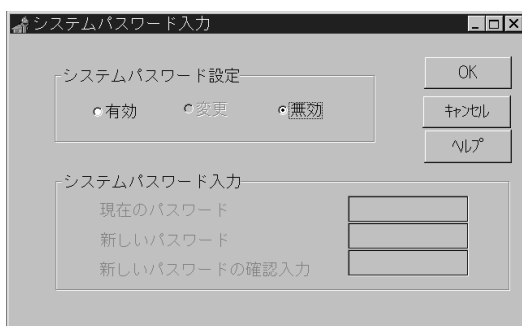 システムパスワード入力
システムパスワード設定
有効 変更 無効
OK
キャンセル
ヘルプ
システムパスワード入力
現在のパスワード
新しいパスワード
新しいパスワードの確認入力